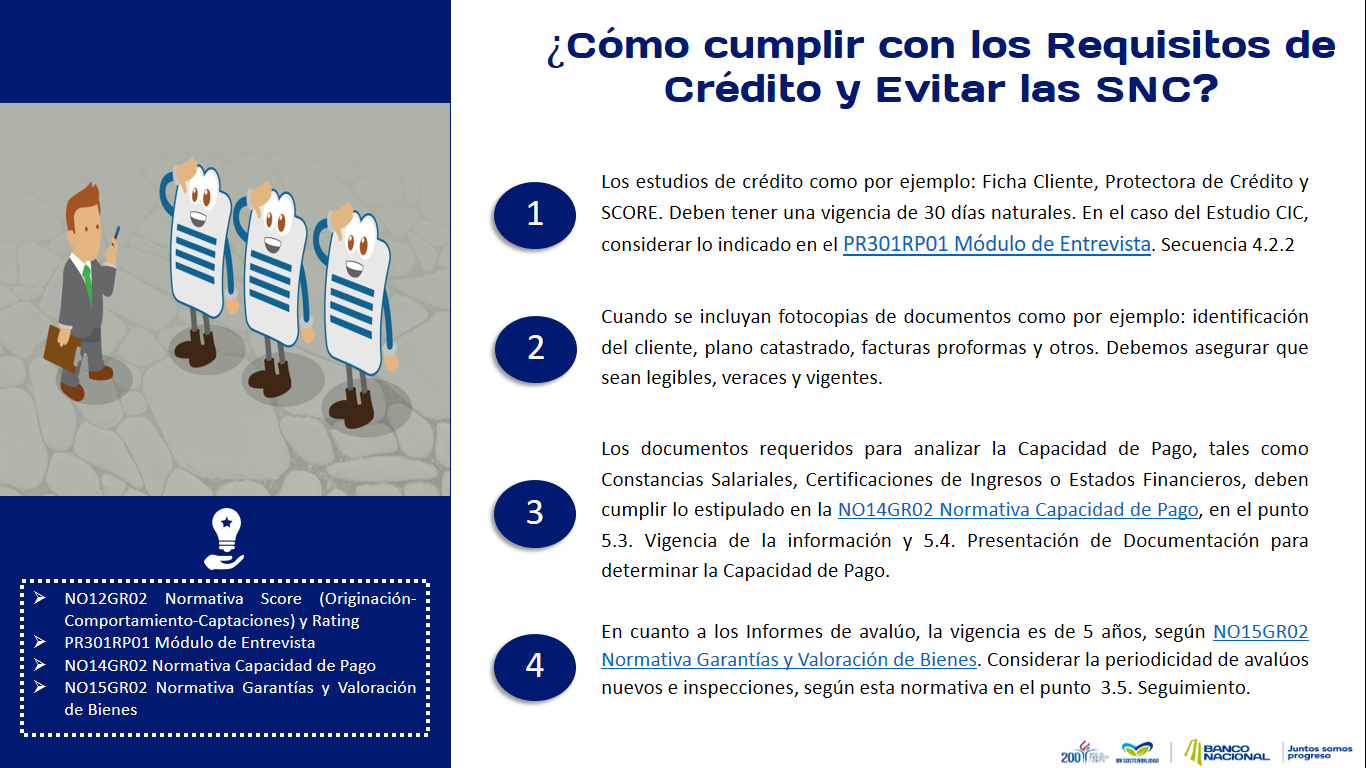 ¿Cómo cumplir con los Requisitos de
Crédito y Evitar las SNC?
1
Los estudios de crédito como por ejemplo: Ficha Cliente, Protectora de Crédito y
SCORE. Deben tener una vigencia de 30 días naturales. En el caso del Estudio CIC,
considerar lo indicado en el PR301RP01 Módulo de Entrevista. Secuencia 4.2.2
2
Cuando se incluyan fotocopias de documentos como por ejemplo: identificación
del cliente, plano catastrado, facturas proformas y otros. Debemos asegurar que
sean legibles, veraces y vigentes.
3
Los documentos requeridos para analizar la Capacidad de Pago, tales como
Constancias Salariales, Certificaciones de Ingresos o Estados Financieros, deben
cumplir lo estipulado en la NO14GR02 Normativa Capacidad de Pago, en el punto
5.3. Vigencia de la información y 5.4. Presentación de Documentación para
determinar la Capacidad de Pago.
4
En cuanto a los Informes de avalúo, la vigencia es de 5 años, según NO15GR02
Normativa Garantías y Valoración de Bienes. Considerar la periodicidad de avalúos
nuevos e inspecciones, según esta normativa en el punto 3.5. Seguimiento.
NO12GR02 Normativa Score (Originación-
Comportamiento-Captaciones) y Rating
PR301RP01 Módulo de Entrevista
NO14GR02 Normativa Capacidad de Pago
NO15GR02 Normativa Garantías y Valoración
de Bienes
200
BN SOSTENIBILIDAD
BANCO
NACIONAL
Juntos somos
progreso